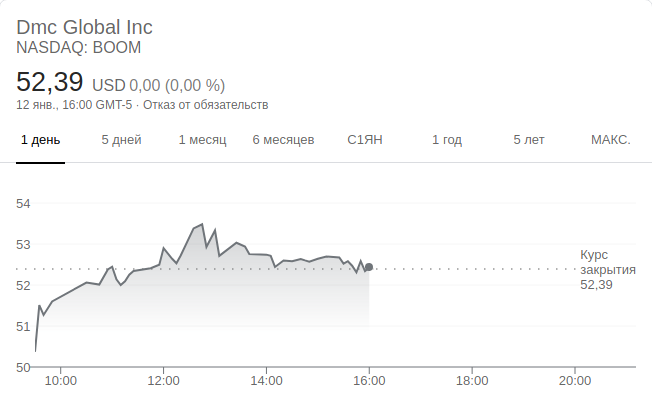 Dmc Global Inc
NASDAQ: BOOM
52,39 USD 0,00 (0,00 %)
12 янв., 16:00 GMT-5 · Отказ от обязательств
1 день 5 дней 1 месяц 6 месяцев С1ЯН 1 год 5 лет МАКС.
54
53
52
51
50
Курс
закрытия
52,39
10:00 12:00 14:00 16:00 18:00 20:00